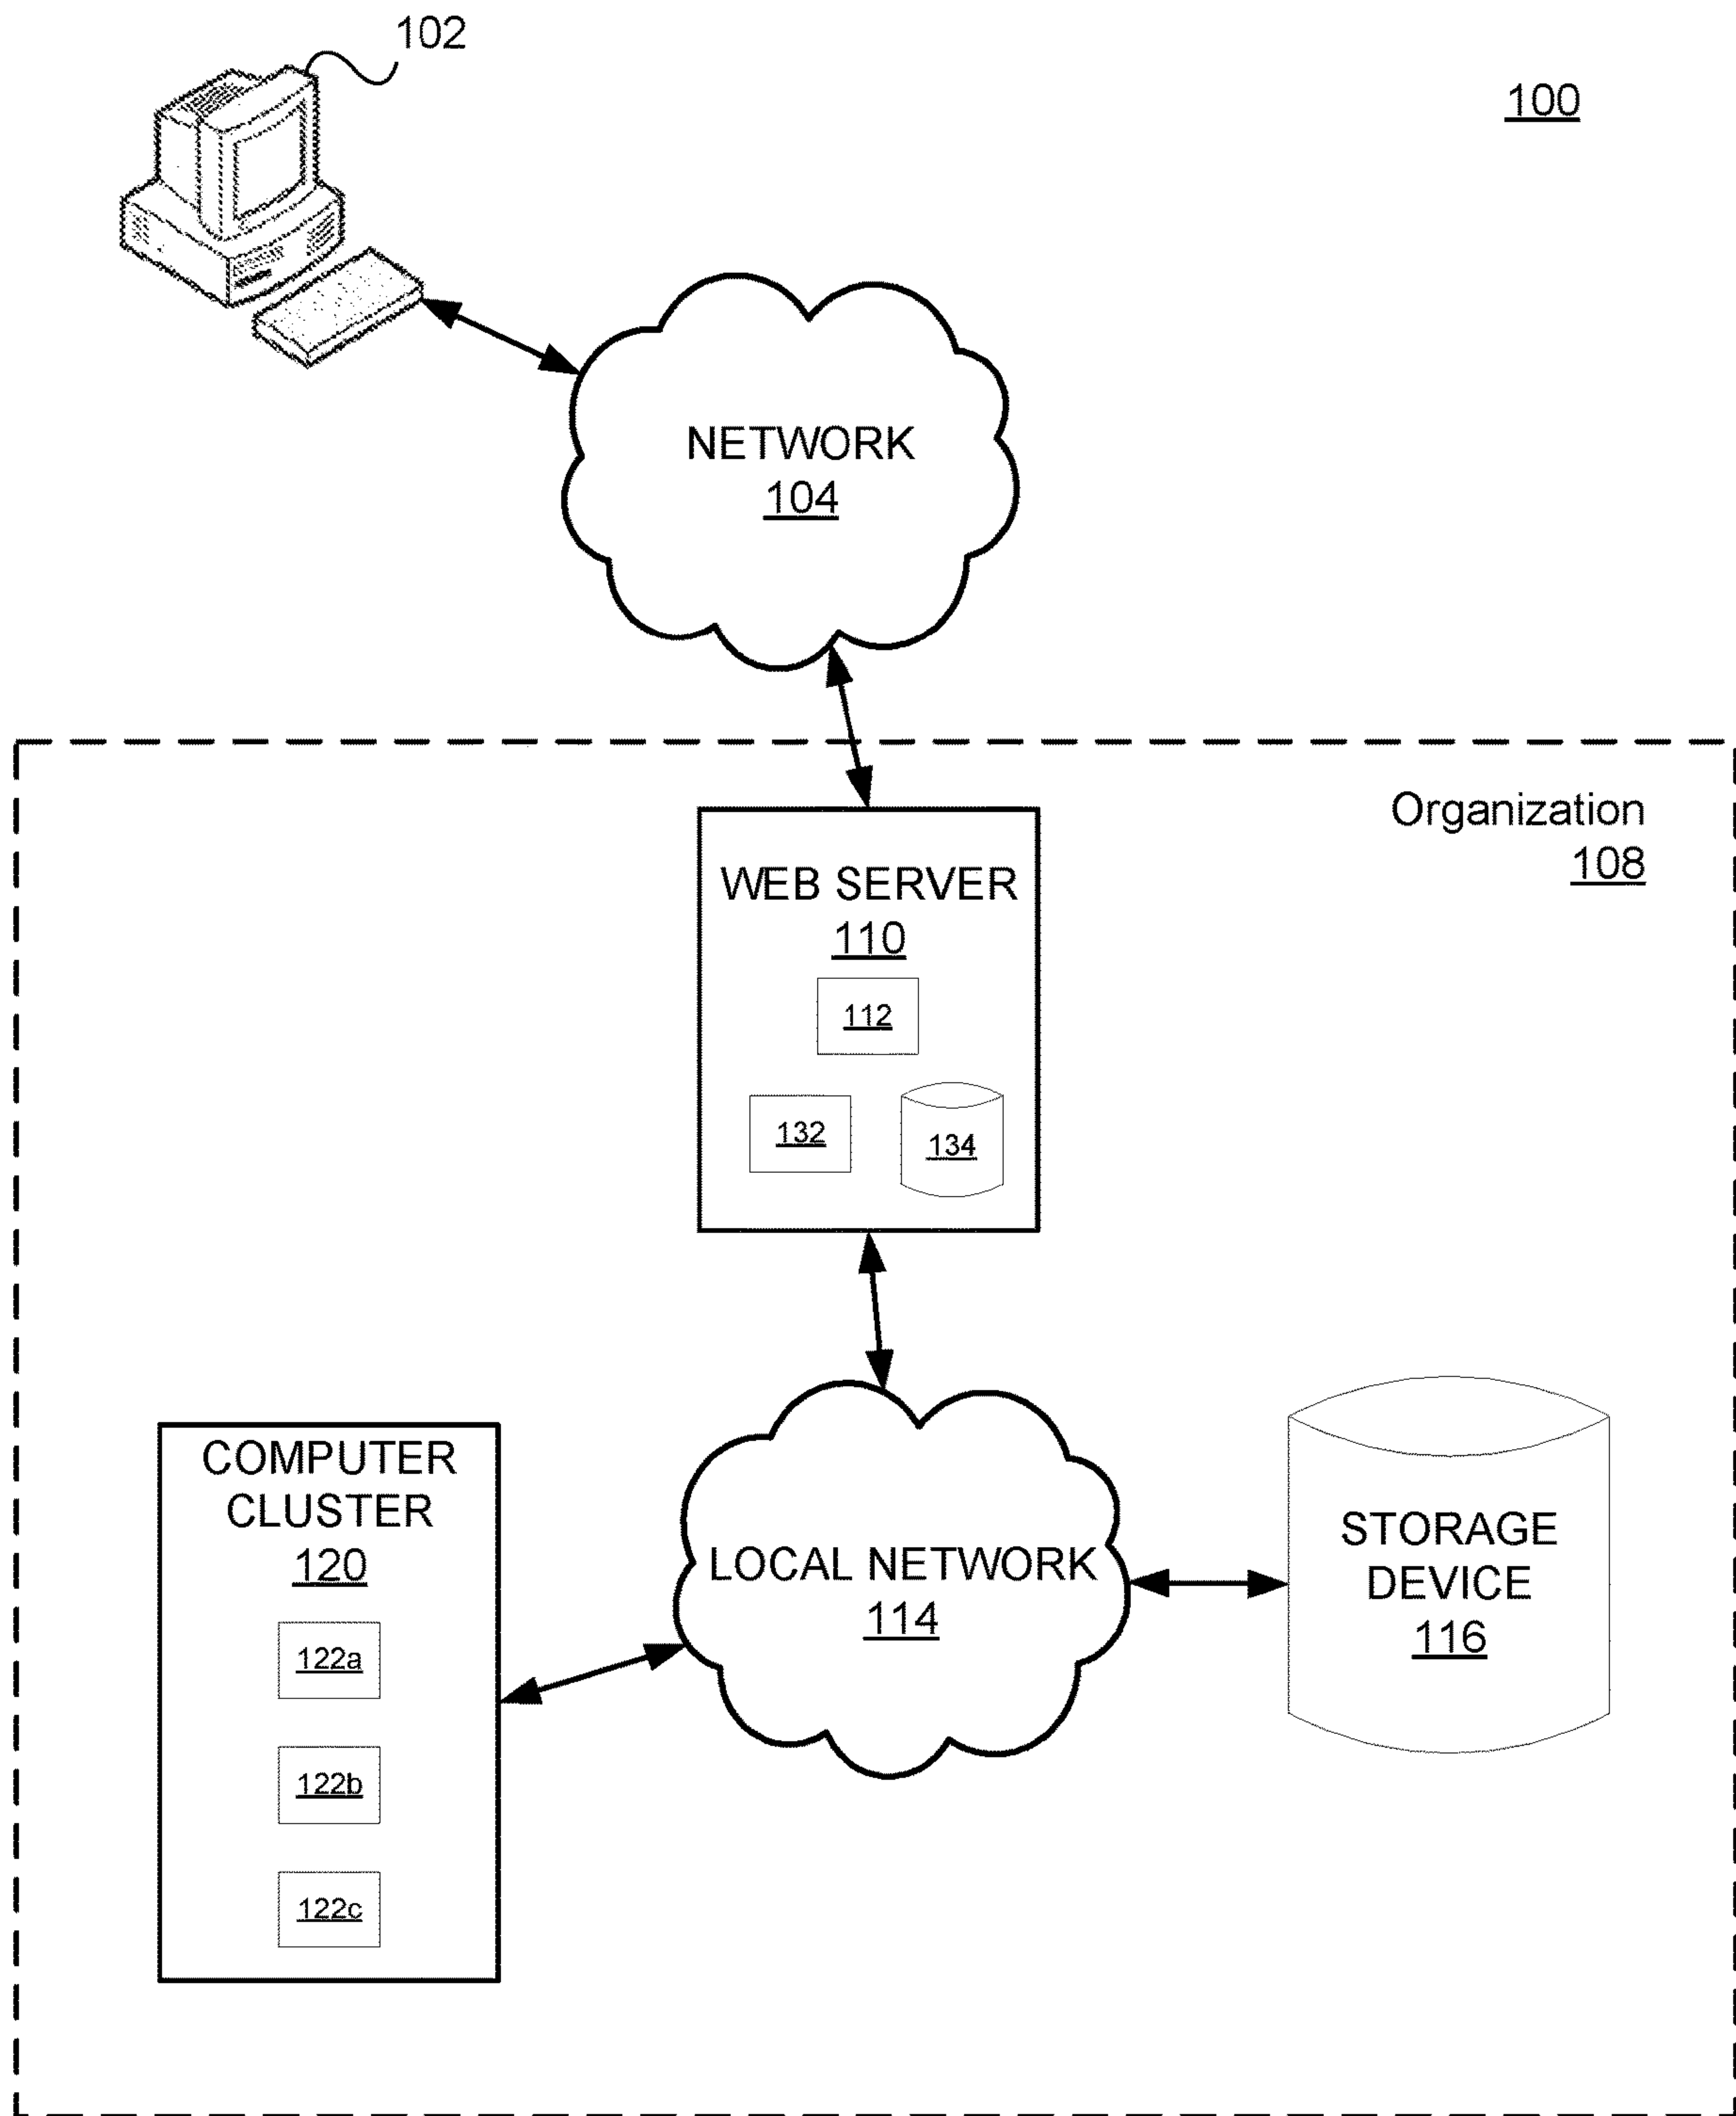 102
100
NETWORK
104
Organization
108
WEB SERVER
110
112
132
134
COMPUTER
CLUSTER
120
122a
122b
122c
LOCAL NETWORK
114
STORAGE
DEVICE
116